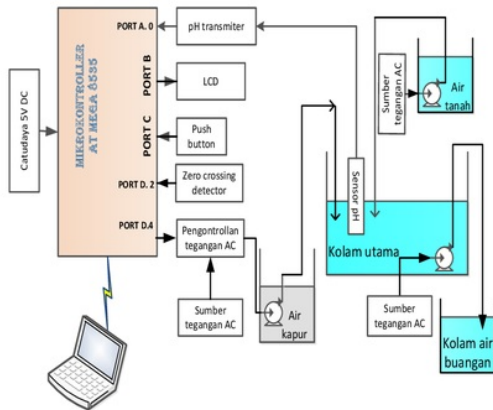 Catudaya 5V DC
MIKROKONTROLLER
AT MEGA 8535
PORT A. 0
PORT B
PORT C
PORT D. 2
PORT D.4
pH transmiter
LCD
Push
button
Zero crossing
detector
Pengontrollan
tegangan AC
Sumber
tegangan AC
Air
kapur
Sensor pH
Kolam utama
Sumber
tegangan AC
Air
tanah
Sumber
tegangan AC
Kolam air
buangan